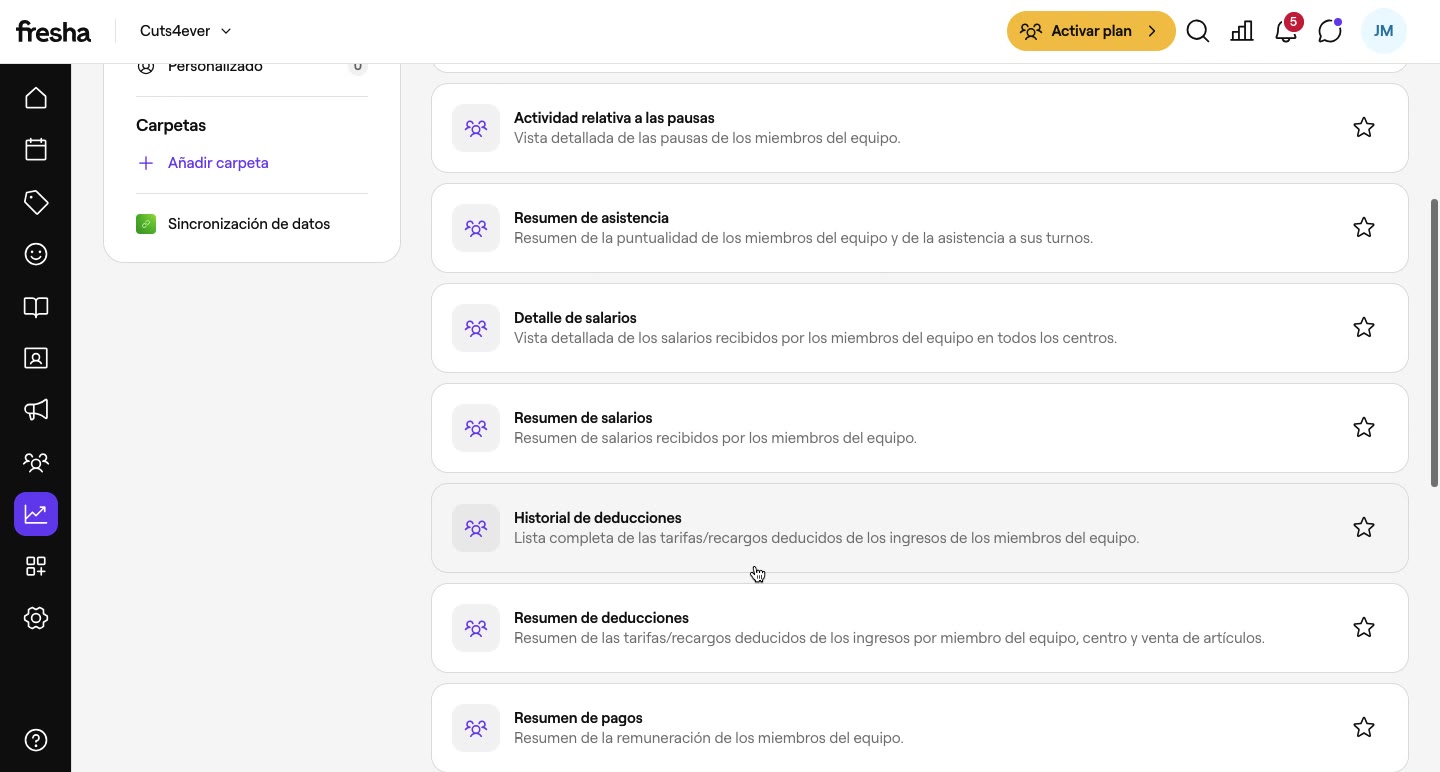 fresha
Cuts4ever
Activar plan
5
JM
Personalizado
0
Carpetas
Añadir carpeta
Sincronización de datos
Actividad relativa a las pausas
Vista detallada de las pausas de los miembros del equipo.
Resumen de asistencia
Resumen de la puntualidad de los miembros del equipo y de la asistencia a sus turnos.
Detalle de salarios
Vista detallada de los salarios recibidos por los miembros del equipo en todos los centros.
Resumen de salarios
Resumen de salarios recibidos por los miembros del equipo.
Historial de deducciones
Lista completa de las tarifas/recargos deducidos de los ingresos de los miembros del equipo.
Resumen de deducciones
Resumen de las tarifas/recargos deducidos de los ingresos por miembro del equipo, centro y venta de artículos.
Resumen de pagos
Resumen de la remuneración de los miembros del equipo.